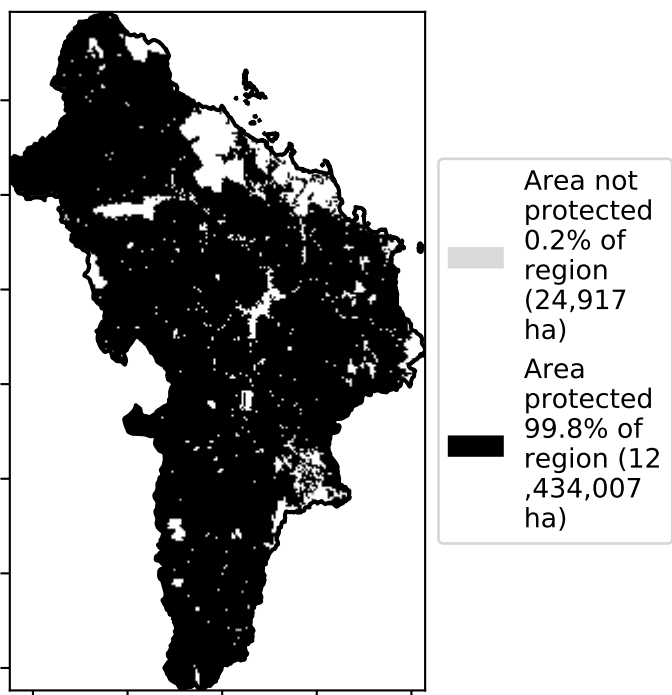 Area not
protected
0.2% of
region
(24,917
ha)
Area
protected
99.8% of
region (12
,434,007
ha)